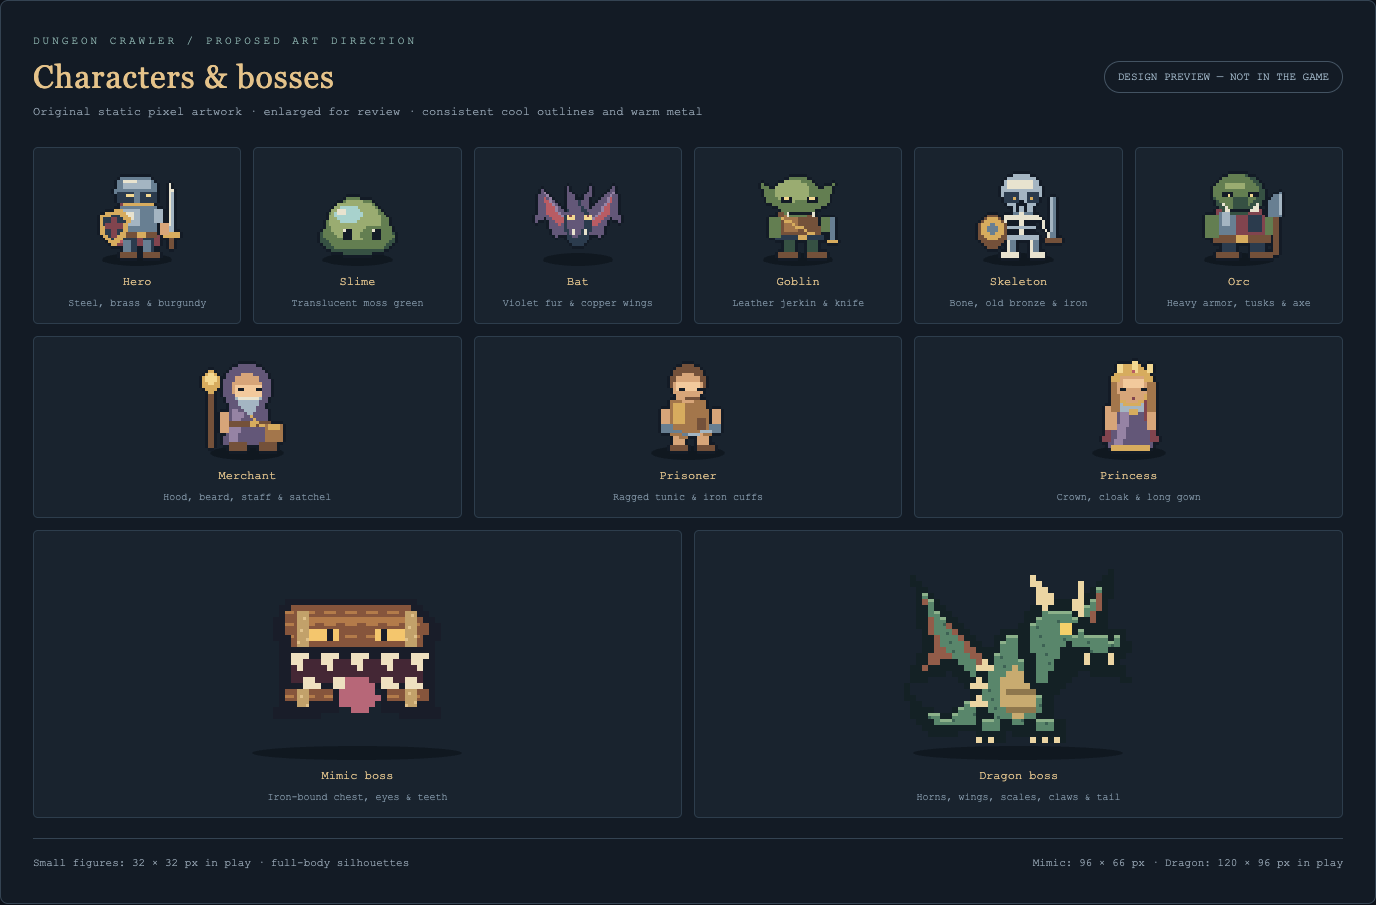 DUNGEON CRAWLER / PROPOSED ART DIRECTION
Characters & bosses
DESIGN PREVIEW — NOT IN THE GAME
Original static pixel artwork · enlarged for review · consistent cool outlines and warm metal
Hero
Steel, brass & burgundy
Slime
Translucent moss green
Bat
Violet fur & copper wings
Goblin
Leather jerkin & knife
Skeleton
Bone, old bronze & iron
Orc
Heavy armor, tusks & axe
Merchant
Hood, beard, staff & satchel
Prisoner
Ragged tunic & iron cuffs
Princess
Crown, cloak & long gown
Mimic boss
Iron-bound chest, eyes & teeth
Dragon boss
Horns, wings, scales, claws & tail
Small figures: 32 × 32 px in play · full-body silhouettes
Mimic: 96 × 66 px · Dragon: 120 × 96 px in play